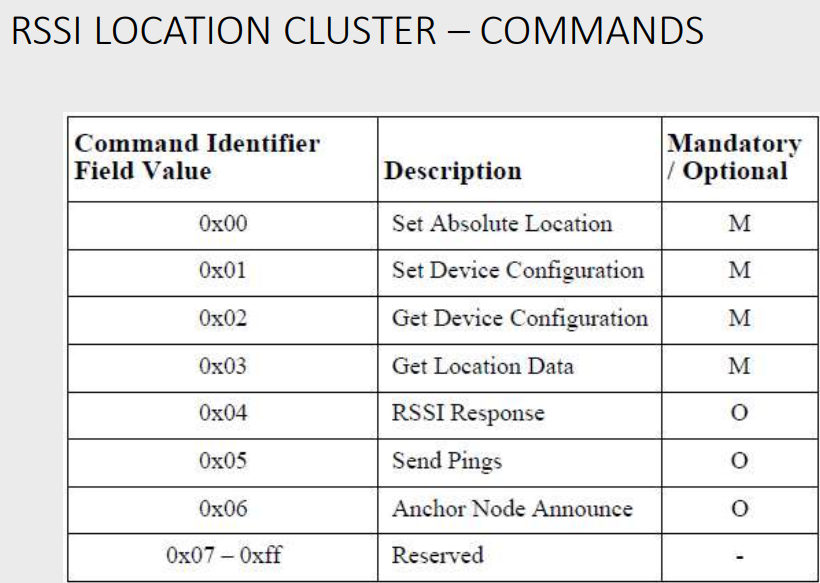 RSSI LOCATION CLUSTER – COMMANDS
Command Identifier
Field Value
Description
Mandatory
/ Optional
0x00 Set Absolute Location M
0x01 Set Device Configuration M
0x02 Get Device Configuration M
0x03 Get Location Data M
0x04 RSSI Response O
0x05 Send Pings O
0x06 Anchor Node Announce O
0x07 – 0xff Reserved -